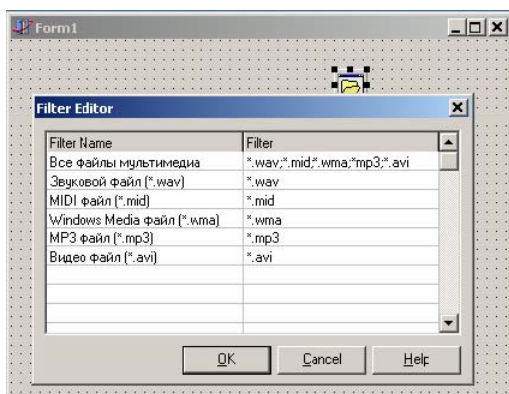 Form1
Filter Editor
Filter Name Filter
Все файлы мультимедиа *.wav;*.mid;*.wma;*mp3;*.avi
Звуковой файл (*.wav) *.wav
MIDI файл (*.mid) *.mid
Windows Media файл (*.wma) *.wma
MP3 файл (*.mp3) *.mp3
Видео файл (*.avi) *.avi
OK Cancel Help